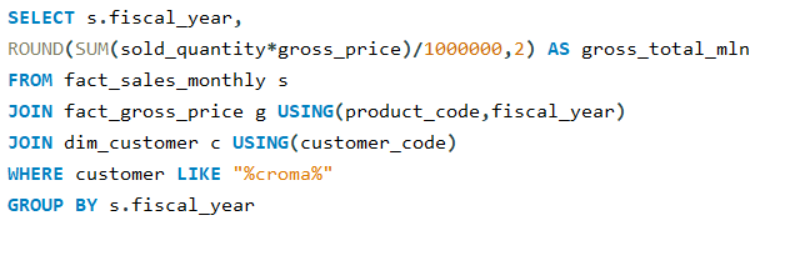 SELECT s.fiscal_year,
ROUND(SUM(sold_quantity*gross_price)/1000000,2) AS gross_total_mln
FROM fact_sales_monthly s
JOIN fact_gross_price g USING(product_code,fiscal_year)
JOIN dim_customer c USING(customer_code)
WHERE customer LIKE "%croma%"
GROUP BY s.fiscal_year